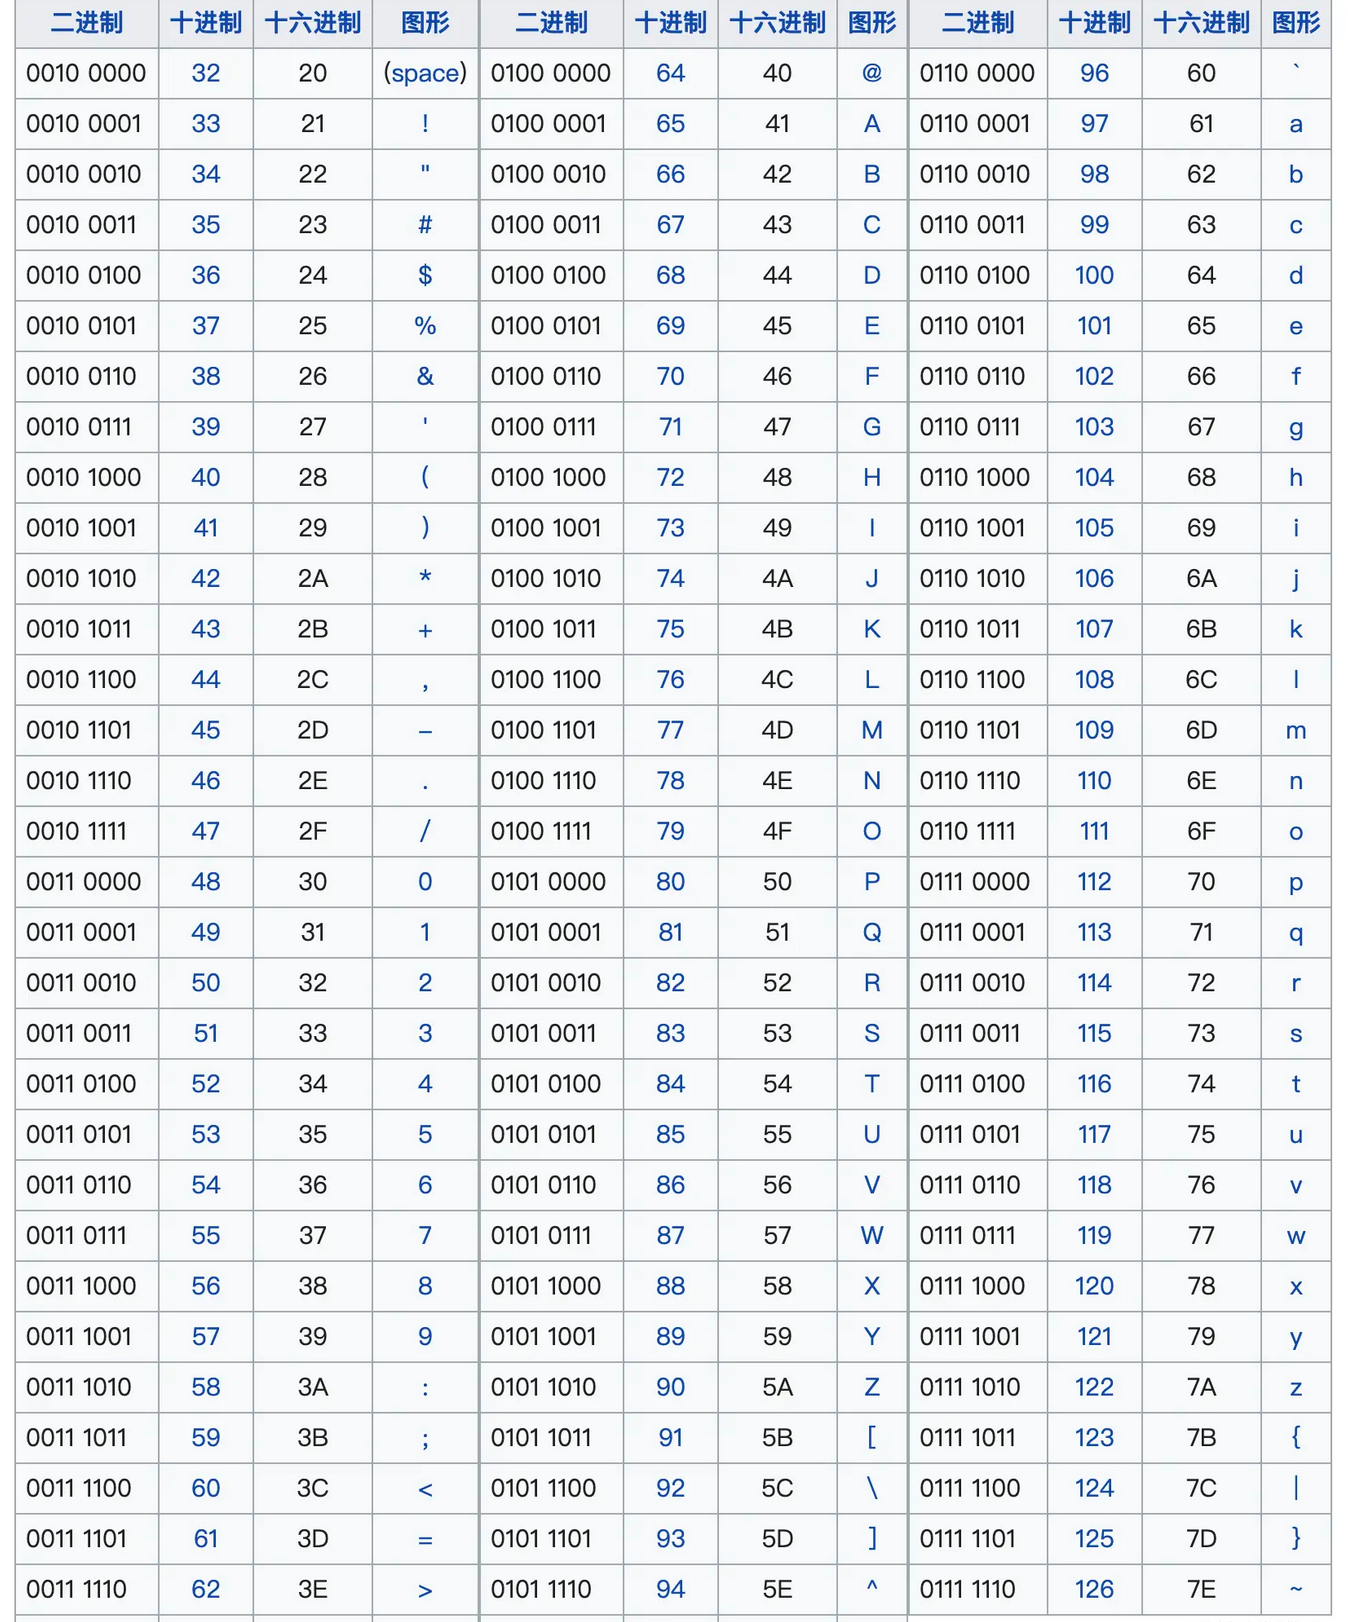 二进制 十进制 十六进制 图形 二进制 十进制 十六进制 图形 二进制 十进制 十六进制 图形
0010 0000 32 20 (space) 0100 0000 64 40 @ 0110 0000 96 60 `
0010 0001 33 21 ! 0100 0001 65 41 A 0110 0001 97 61 a
0010 0010 34 22 " 0100 0010 66 42 B 0110 0010 98 62 b
0010 0011 35 23 # 0100 0011 67 43 C 0110 0011 99 63 c
0010 0100 36 24 $ 0100 0100 68 44 D 0110 0100 100 64 d
0010 0101 37 25 % 0100 0101 69 45 E 0110 0101 101 65 e
0010 0110 38 26 & 0100 0110 70 46 F 0110 0110 102 66 f
0010 0111 39 27 ' 0100 0111 71 47 G 0110 0111 103 67 g
0010 1000 40 28 ( 0100 1000 72 48 H 0110 1000 104 68 h
0010 1001 41 29 ) 0100 1001 73 49 I 0110 1001 105 69 i
0010 1010 42 2A * 0100 1010 74 4A J 0110 1010 106 6A j
0010 1011 43 2B + 0100 1011 75 4B K 0110 1011 107 6B k
0010 1100 44 2C , 0100 1100 76 4C L 0110 1100 108 6C l
0010 1101 45 2D – 0100 1101 77 4D M 0110 1101 109 6D m
0010 1110 46 2E . 0100 1110 78 4E N 0110 1110 110 6E n
0010 1111 47 2F / 0100 1111 79 4F O 0110 1111 111 6F o
0011 0000 48 30 0 0101 0000 80 50 P 0111 0000 112 70 p
0011 0001 49 31 1 0101 0001 81 51 Q 0111 0001 113 71 q
0011 0010 50 32 2 0101 0010 82 52 R 0111 0010 114 72 r
0011 0011 51 33 3 0101 0011 83 53 S 0111 0011 115 73 s
0011 0100 52 34 4 0101 0100 84 54 T 0111 0100 116 74 t
0011 0101 53 35 5 0101 0101 85 55 U 0111 0101 117 75 u
0011 0110 54 36 6 0101 0110 86 56 V 0111 0110 118 76 v
0011 0111 55 37 7 0101 0111 87 57 W 0111 0111 119 77 w
0011 1000 56 38 8 0101 1000 88 58 X 0111 1000 120 78 x
0011 1001 57 39 9 0101 1001 89 59 Y 0111 1001 121 79 y
0011 1010 58 3A : 0101 1010 90 5A Z 0111 1010 122 7A z
0011 1011 59 3B ; 0101 1011 91 5B [ 0111 1011 123 7B {
0011 1100 60 3C < 0101 1100 92 5C \ 0111 1100 124 7C |
0011 1101 61 3D = 0101 1101 93 5D ] 0111 1101 125 7D }
0011 1110 62 3E > 0101 1110 94 5E ^ 0111 1110 126 7E ~